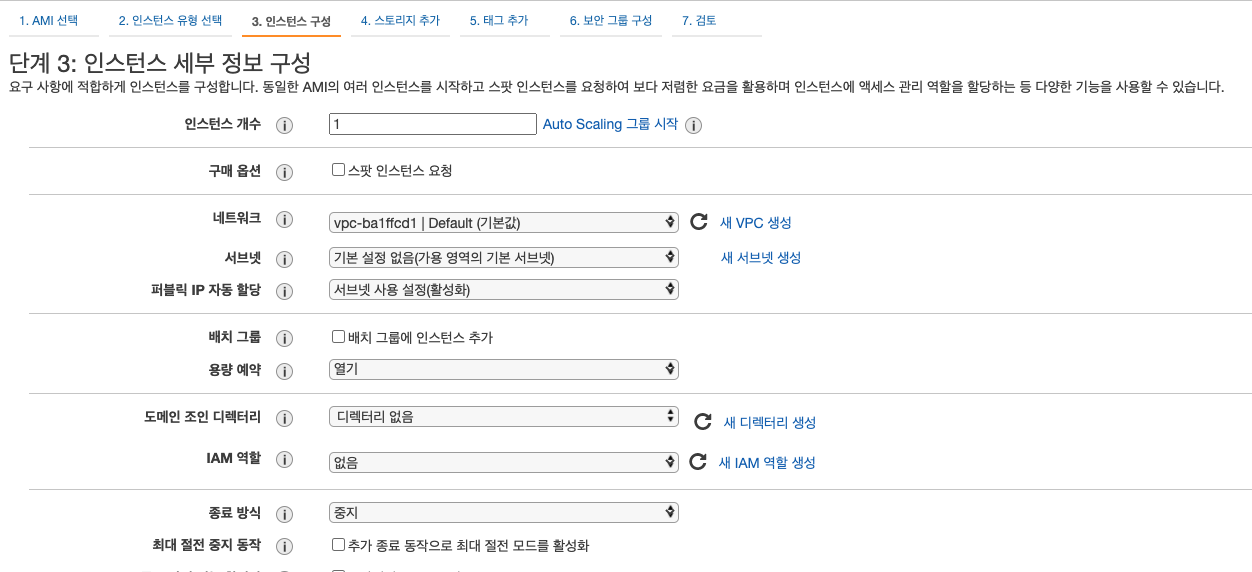 1. AMI 선택 2. 인스턴스 유형 선택 3. 인스턴스 구성 4. 스토리지 추가 5. 태그 추가 6. 보안 그룹 구성 7. 검토
단계 3: 인스턴스 세부 정보 구성
요구 사항에 적합하게 인스턴스를 구성합니다. 동일한 AMI의 여러 인스턴스를 시작하고 스팟 인스턴스를 요청하여 보다 저렴한 요금을 활용하며 인스턴스에 액세스 관리 역할을 할당하는 등 다양한 기능을 사용할 수 있습니다.
인스턴스 개수 i 1 Auto Scaling 그룹 시작 i
구매 옵션 i 스팟 인스턴스 요청
네트워크 i vpc-ba1ffcd1 | Default (기본값) 새 VPC 생성
서브넷 i 기본 설정 없음(가용 영역의 기본 서브넷) 새 서브넷 생성
퍼블릭 IP 자동 할당 i 서브넷 사용 설정(활성화)
배치 그룹 i 배치 그룹에 인스턴스 추가
용량 예약 i 열기
도메인 조인 디렉터리 i 디렉터리 없음 새 디렉터리 생성
IAM 역할 i 없음 새 IAM 역할 생성
종료 방식 i 중지
최대 절전 중지 동작 i 추가 종료 동작으로 최대 절전 모드를 활성화